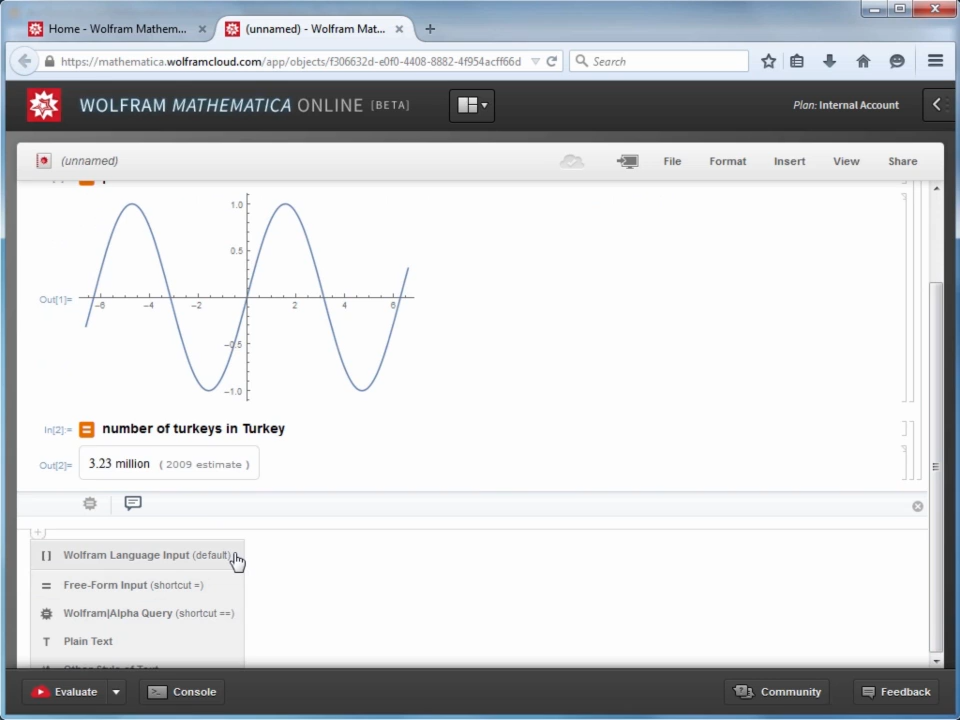 Home - Wolfram Mathem...
(unnamed) - Wolfram Mat...
https://mathematica.wolframcloud.com/app/objects/f306632d-e0f0-4408-8882-4f954acff66d
Search
WOLFRAM MATHEMATICA ONLINE [BETA]
Plan: Internal Account
(unnamed)
File
Format
Insert
View
Share
1.0
0.5
Out[1]=
-6
-4
-2
2
4
6
-0.5
-1.0
In[2]:=
number of turkeys in Turkey
Out[2]=
3.23 million ( 2009 estimate )
[ ] Wolfram Language Input (default)
= Free-Form Input (shortcut =)
Wolfram|Alpha Query (shortcut ==)
T Plain Text
Other Style of Text
Evaluate
Console
Community
Feedback